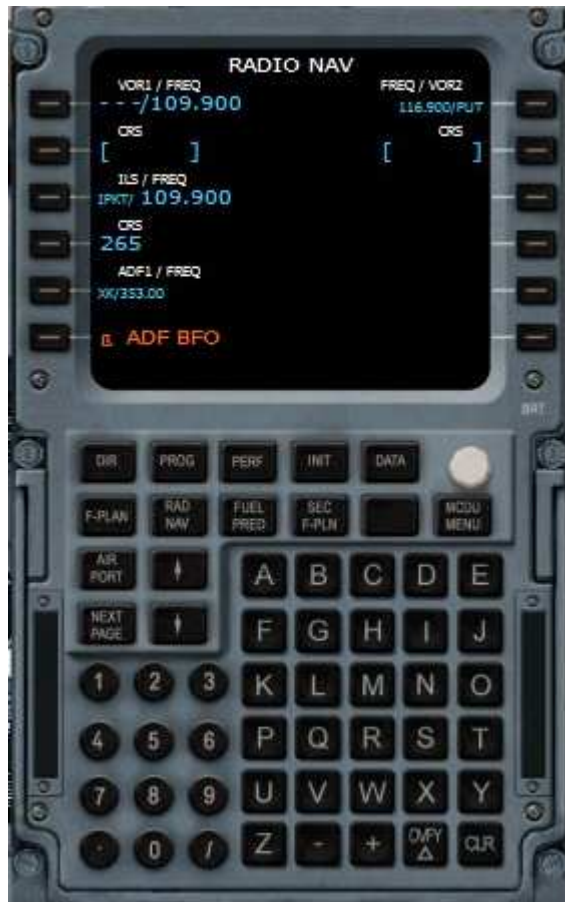 RADIO NAV
VOR1 / FREQ FREQ / VOR2
- - -/109.900 116.900/PUT
CRS CRS
[ ] [ ]
ILS / FREQ
IPKT/ 109.900
CRS
265
ADF1 / FREQ
XK/353.00
ADF BFO
BRT
DIR PROG PERF INIT DATA
F-PLAN RAD NAV FUEL PRED SEC F-PLN MCDU MENU
AIR PORT
A B C D E
NEXT PAGE
F G H I J
1 2 3 K L M N O
4 5 6 P Q R S T
7 8 9 U V W X Y
. 0 / Z - + OVFY Δ CLR